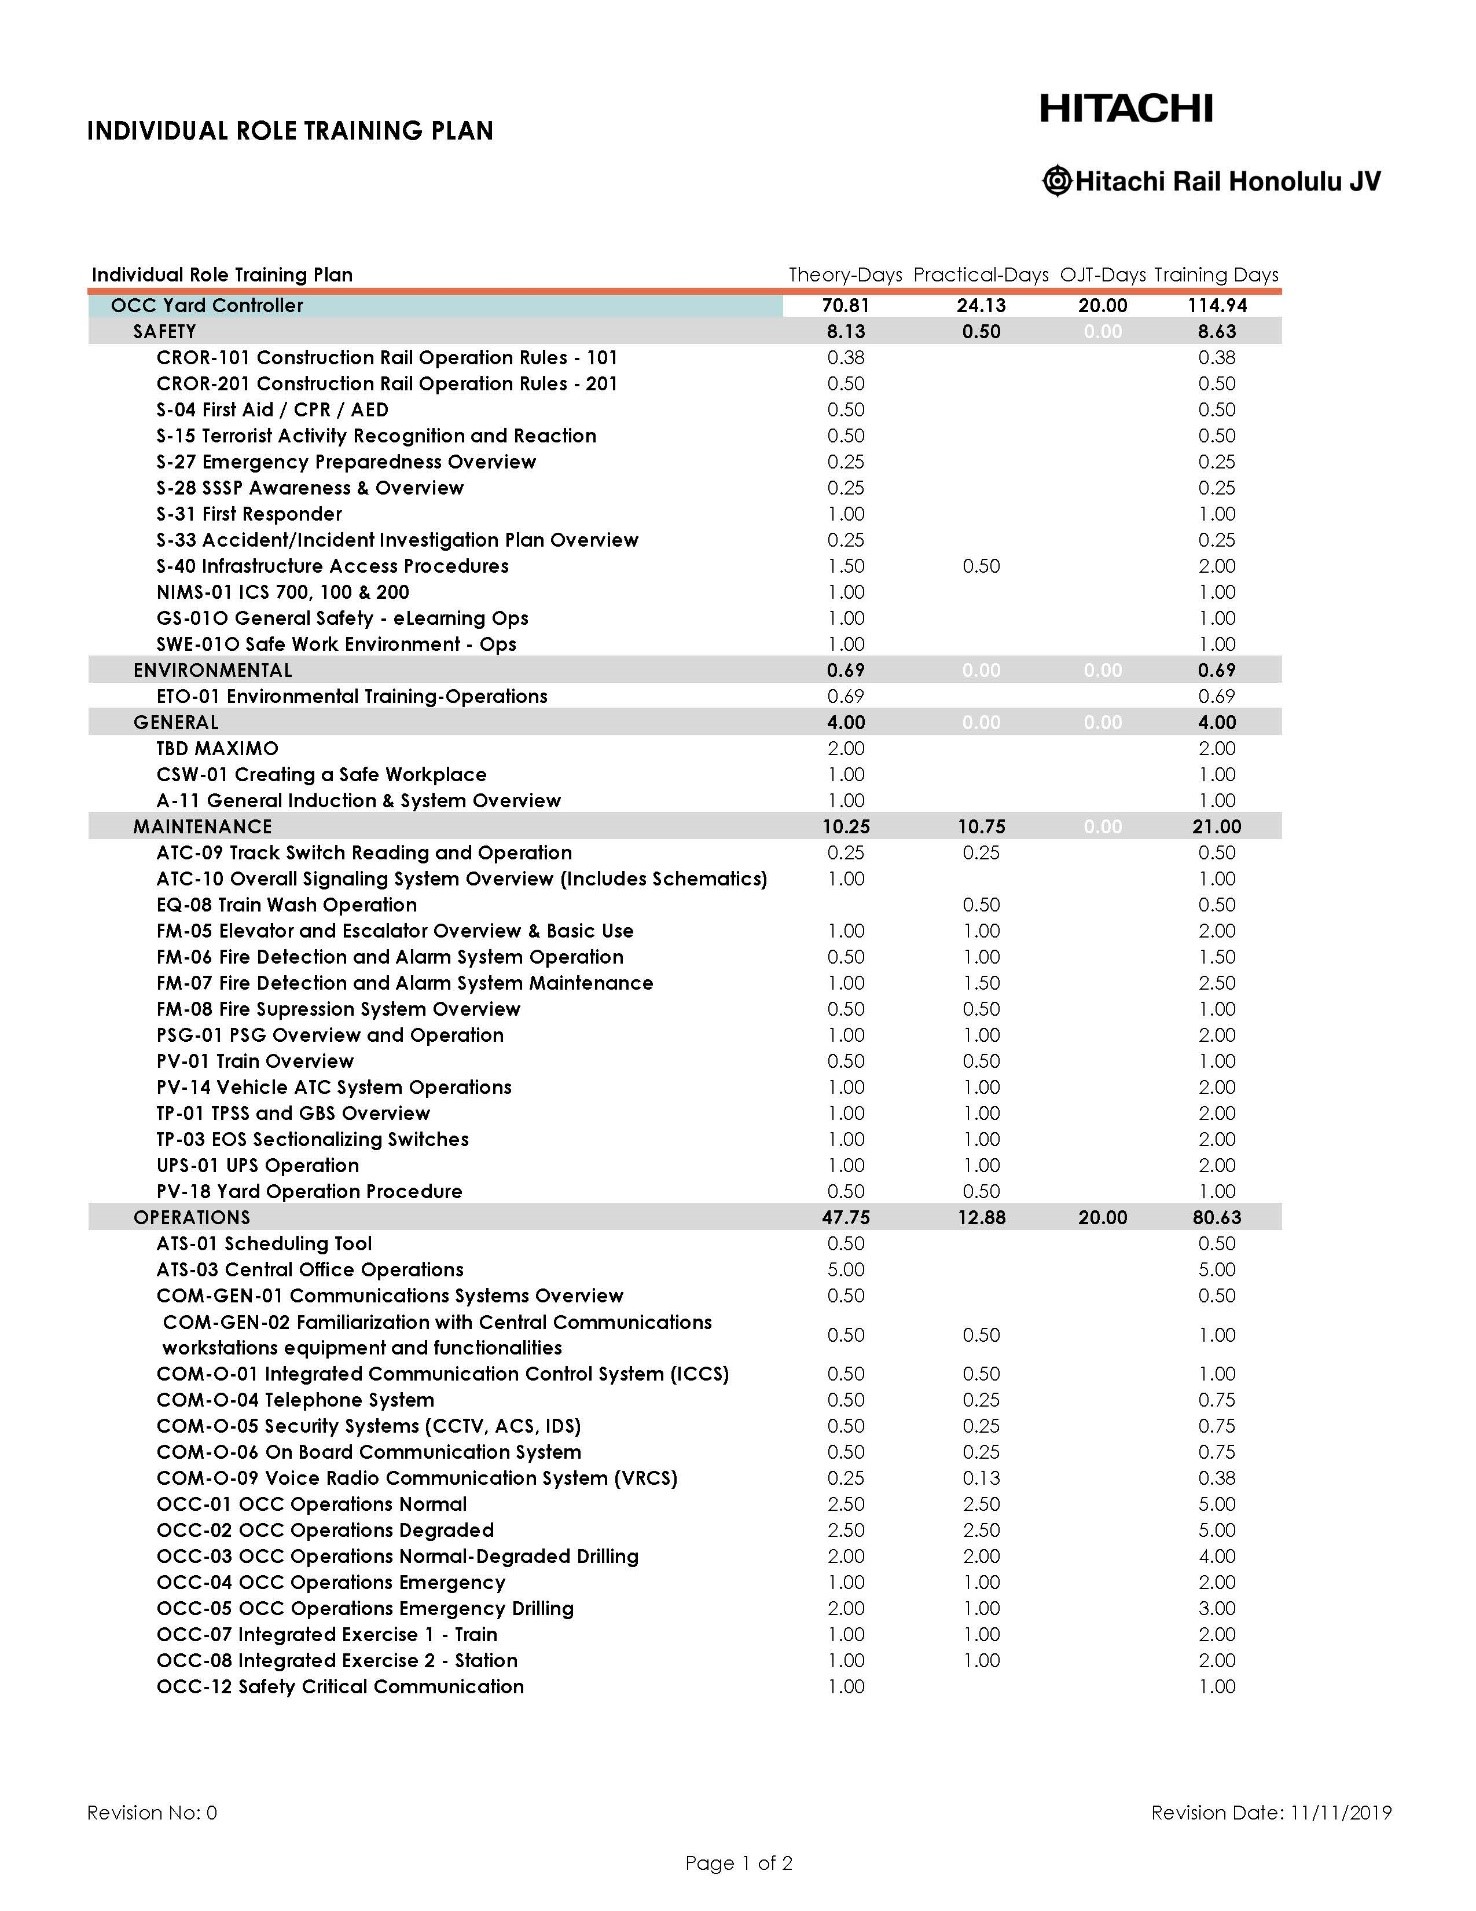 HITACHI
INDIVIDUAL ROLE TRAINING PLAN
Hitachi Rail Honolulu JV
Individual Role Training Plan Theory-Days Practical-Days OJT-Days Training Days
OCC Yard Controller 70.81 24.13 20.00 114.94
SAFETY 8.13 0.50 0.00 8.63
CROR-101 Construction Rail Operation Rules - 101 0.38 0.38
CROR-201 Construction Rail Operation Rules - 201 0.50 0.50
S-04 First Aid / CPR / AED 0.50 0.50
S-15 Terrorist Activity Recognition and Reaction 0.50 0.50
S-27 Emergency Preparedness Overview 0.25 0.25
S-28 SSSP Awareness & Overview 0.25 0.25
S-31 First Responder 1.00 1.00
S-33 Accident/Incident Investigation Plan Overview 0.25 0.25
S-40 Infrastructure Access Procedures 1.50 0.50 2.00
NIMS-01 ICS 700, 100 & 200 1.00 1.00
GS-01O General Safety - eLearning Ops 1.00 1.00
SWE-01O Safe Work Environment - Ops 1.00 1.00
ENVIRONMENTAL 0.69 0.00 0.00 0.69
ETO-01 Environmental Training-Operations 0.69 0.69
GENERAL 4.00 0.00 0.00 4.00
TBD MAXIMO 2.00 2.00
CSW-01 Creating a Safe Workplace 1.00 1.00
A-11 General Induction & System Overview 1.00 1.00
MAINTENANCE 10.25 10.75 0.00 21.00
ATC-09 Track Switch Reading and Operation 0.25 0.25 0.50
ATC-10 Overall Signaling System Overview (Includes Schematics) 1.00 1.00
EQ-08 Train Wash Operation 0.50 0.50
FM-05 Elevator and Escalator Overview & Basic Use 1.00 1.00 2.00
FM-06 Fire Detection and Alarm System Operation 0.50 1.00 1.50
FM-07 Fire Detection and Alarm System Maintenance 1.00 1.50 2.50
FM-08 Fire Supression System Overview 0.50 0.50 1.00
PSG-01 PSG Overview and Operation 1.00 1.00 2.00
PV-01 Train Overview 0.50 0.50 1.00
PV-14 Vehicle ATC System Operations 1.00 1.00 2.00
TP-01 TPSS and GBS Overview 1.00 1.00 2.00
TP-03 EOS Sectionalizing Switches 1.00 1.00 2.00
UPS-01 UPS Operation 1.00 1.00 2.00
PV-18 Yard Operation Procedure 0.50 0.50 1.00
OPERATIONS 47.75 12.88 20.00 80.63
ATS-01 Scheduling Tool 0.50 0.50
ATS-03 Central Office Operations 5.00 5.00
COM-GEN-01 Communications Systems Overview 0.50 0.50
COM-GEN-02 Familiarization with Central Communications
workstations equipment and functionalities 0.50 0.50 1.00
COM-O-01 Integrated Communication Control System (ICCS) 0.50 0.50 1.00
COM-O-04 Telephone System 0.50 0.25 0.75
COM-O-05 Security Systems (CCTV, ACS, IDS) 0.50 0.25 0.75
COM-O-06 On Board Communication System 0.50 0.25 0.75
COM-O-09 Voice Radio Communication System (VRCS) 0.25 0.13 0.38
OCC-01 OCC Operations Normal 2.50 2.50 5.00
OCC-02 OCC Operations Degraded 2.50 2.50 5.00
OCC-03 OCC Operations Normal-Degraded Drilling 2.00 2.00 4.00
OCC-04 OCC Operations Emergency 1.00 1.00 2.00
OCC-05 OCC Operations Emergency Drilling 2.00 1.00 3.00
OCC-07 Integrated Exercise 1 - Train 1.00 1.00 2.00
OCC-08 Integrated Exercise 2 - Station 1.00 1.00 2.00
OCC-12 Safety Critical Communication 1.00 1.00
Revision No: 0 Revision Date: 11/11/2019
Page 1 of 2